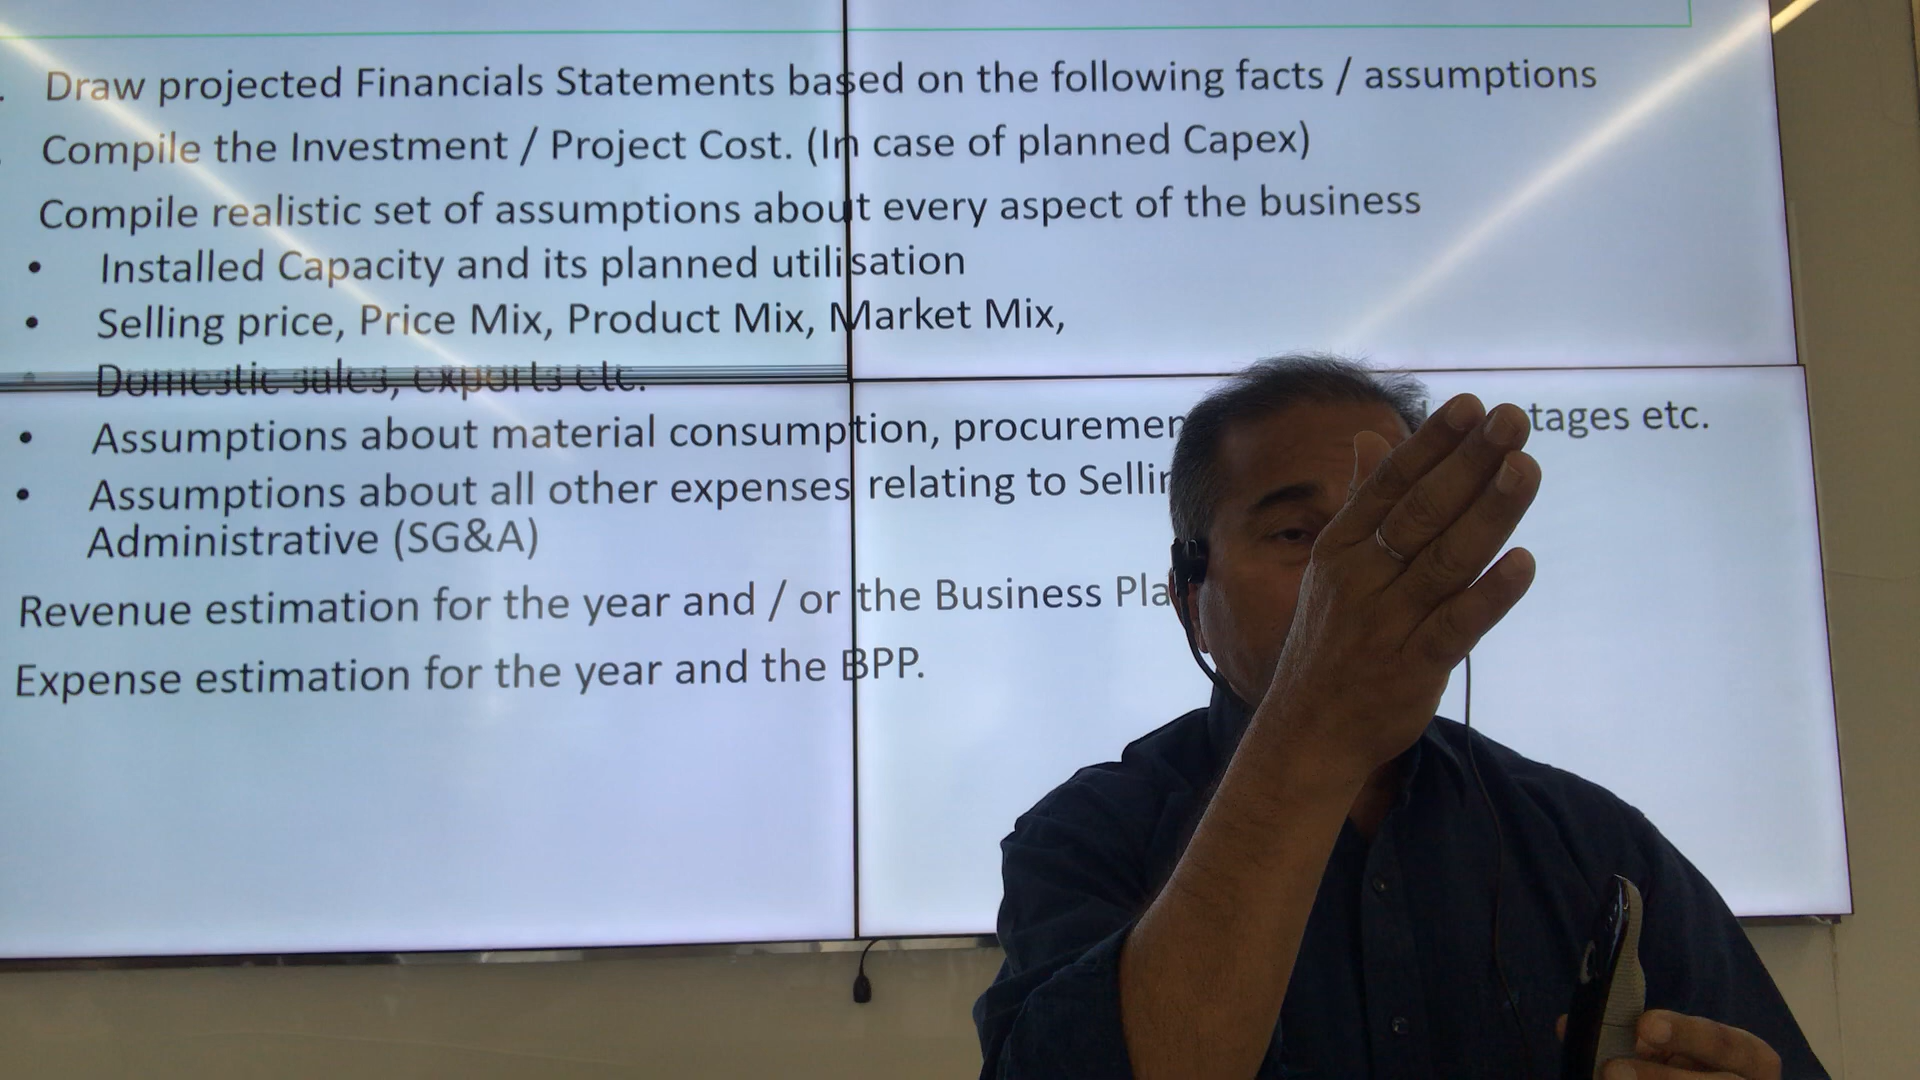 Draw projected Financials Statements based on the following facts / assumptions
Compile the Investment / Project Cost. (In case of planned Capex)
Compile realistic set of assumptions about every aspect of the business
• Installed Capacity and its planned utilisation
• Selling price, Price Mix, Product Mix, Market Mix,
• Domestic sales, exports etc.
• Assumptions about material consumption, etc.
• Assumptions about all other expenses relating to
Administrative (SG&A)
Revenue estimation for the year and / or the Business
Expense estimation for the year and the BPP.